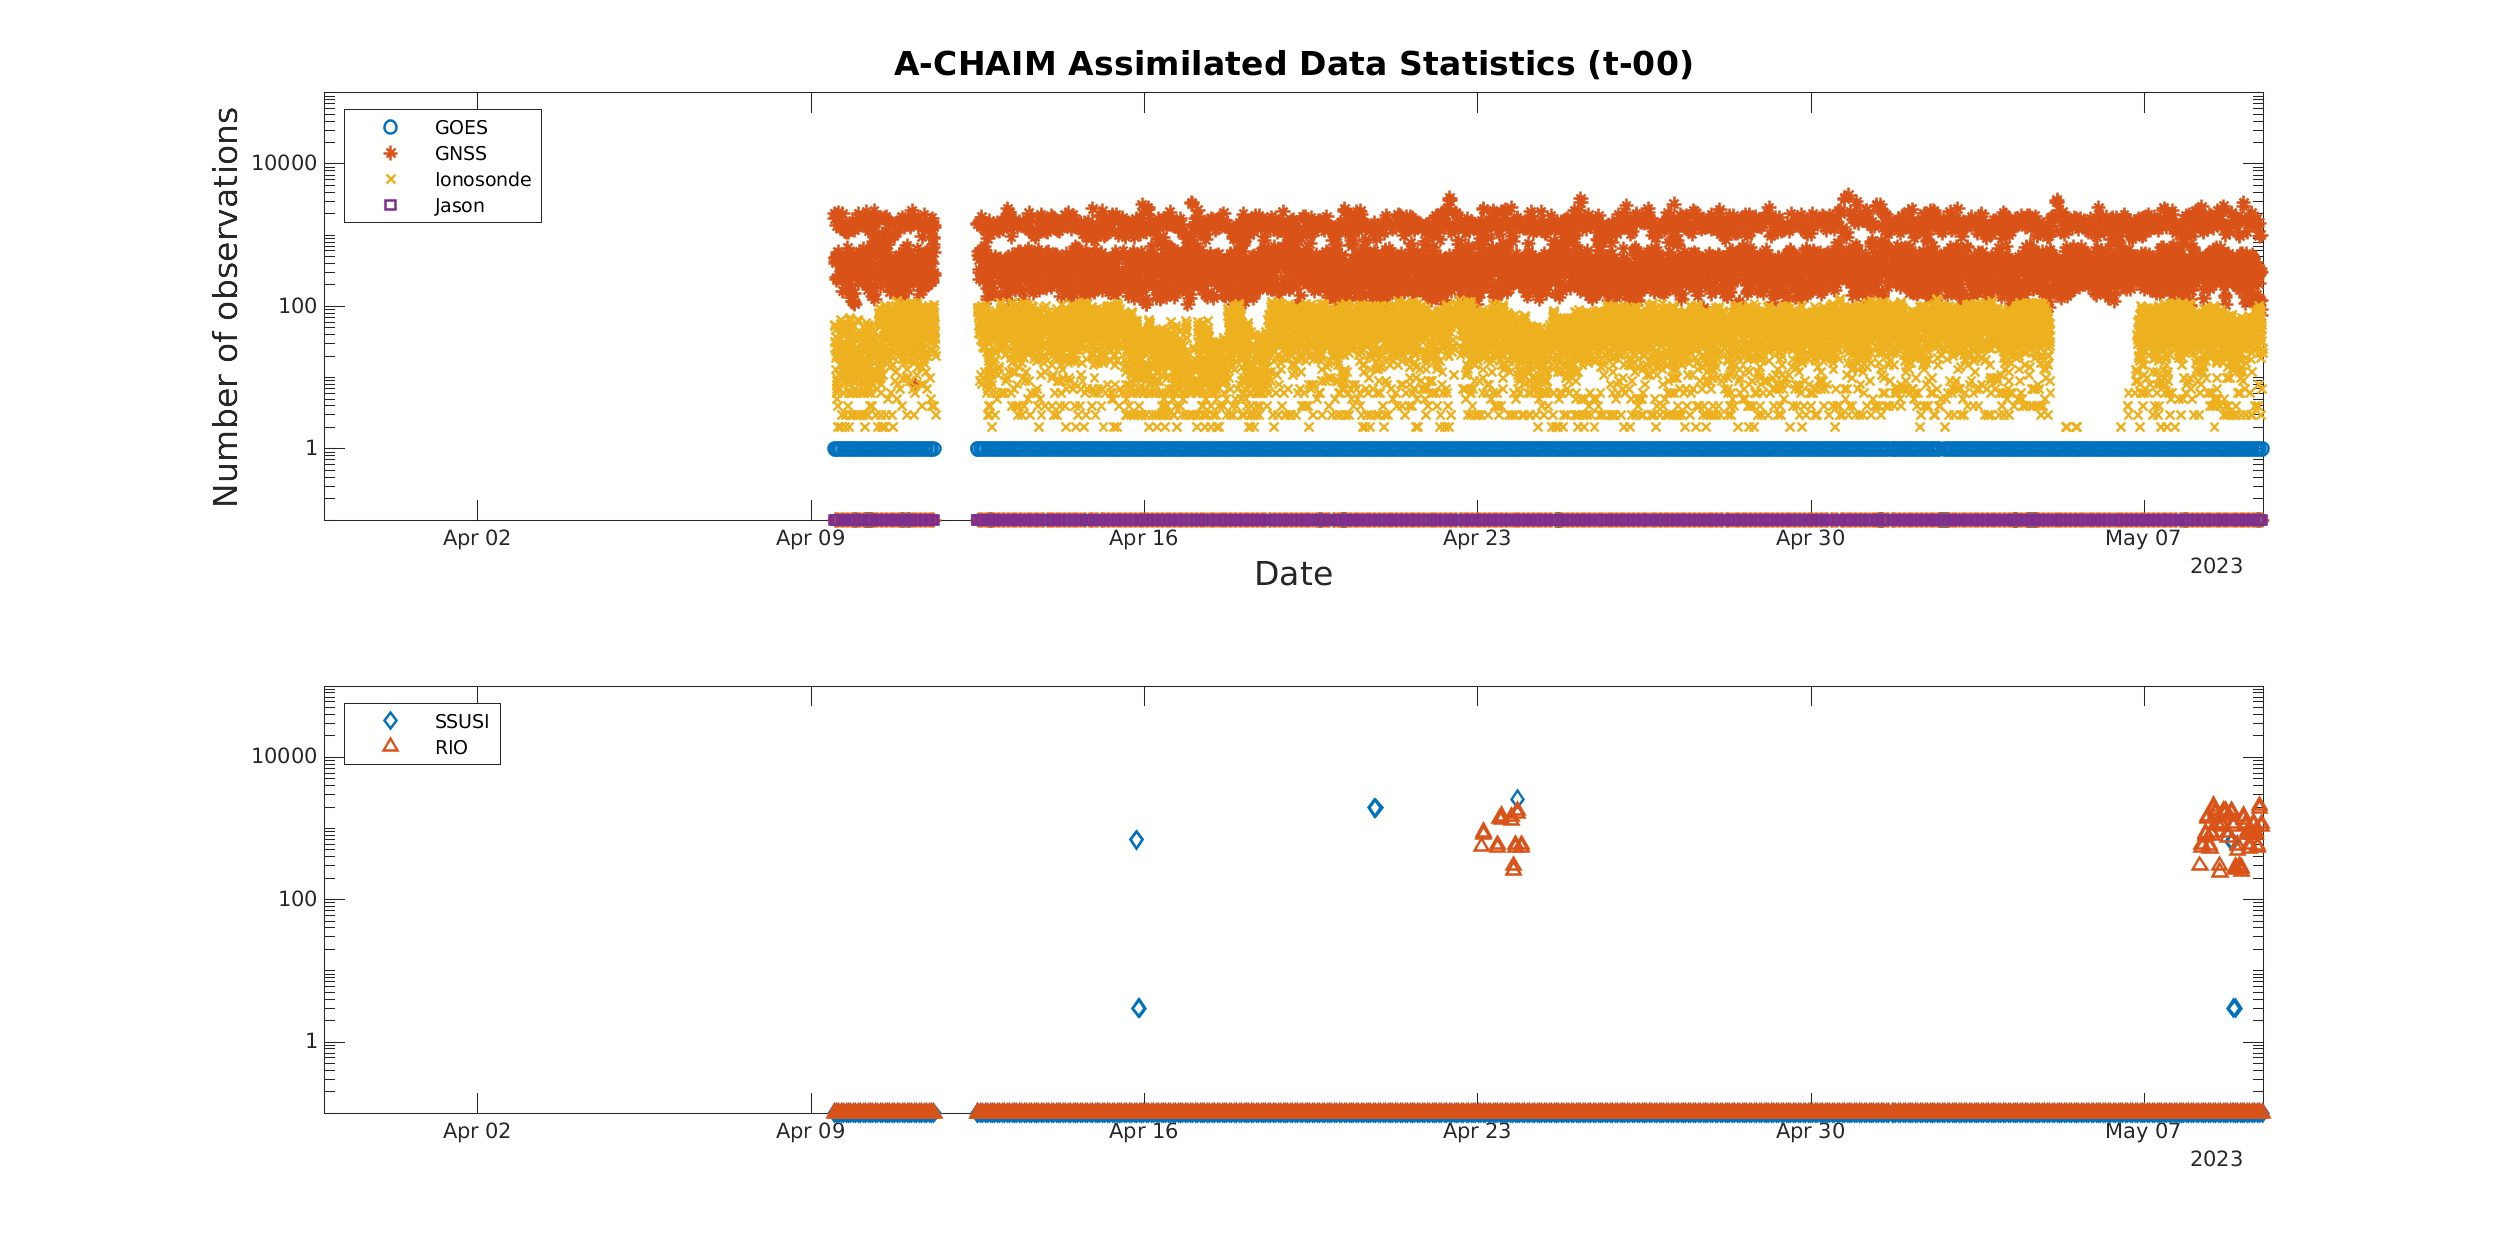 A-CHAIM Assimilated Data Statistics (t-00)
Number of observations
GOES
GNSS
Ionosonde
Jason
10000
100
1
Apr 02 Apr 09 Apr 16 Apr 23 Apr 30 May 07
2023
Date
SSUSI
RIO
10000
100
1
Apr 02 Apr 09 Apr 16 Apr 23 Apr 30 May 07
2023